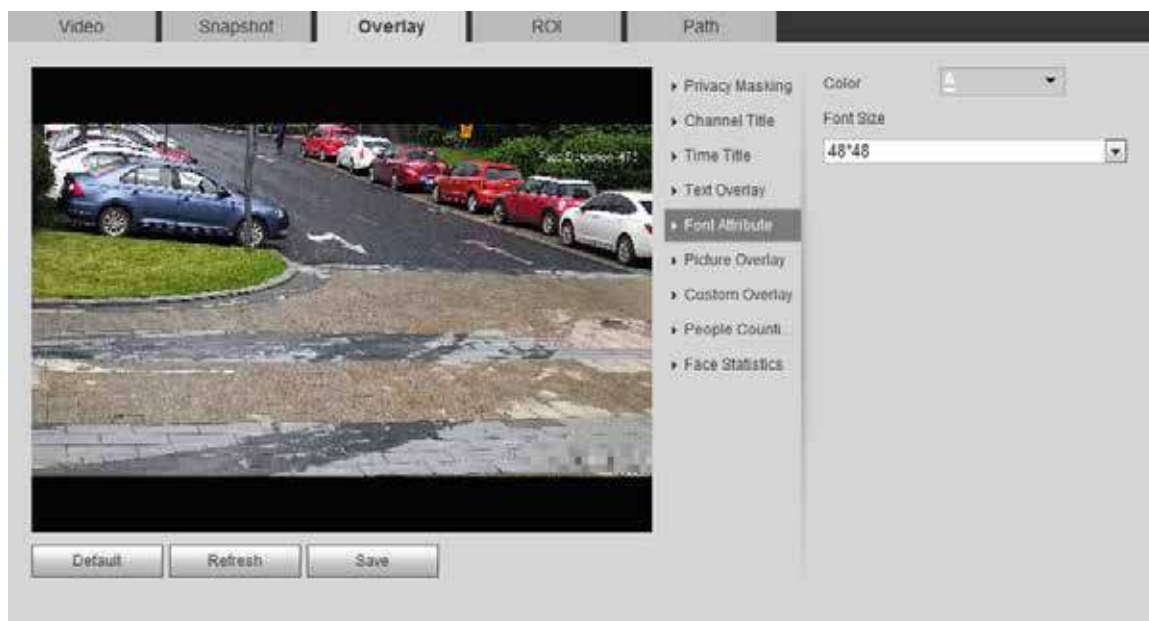 Video Snapshot Overlay ROI Path
Privacy Masking
Channel Title
Time Title
Text Overlay
Font Attribute
Picture Overlay
Custom Overlay
People Counti...
Face Statistics
Color A
Font Size
48*48
Default Refresh Save